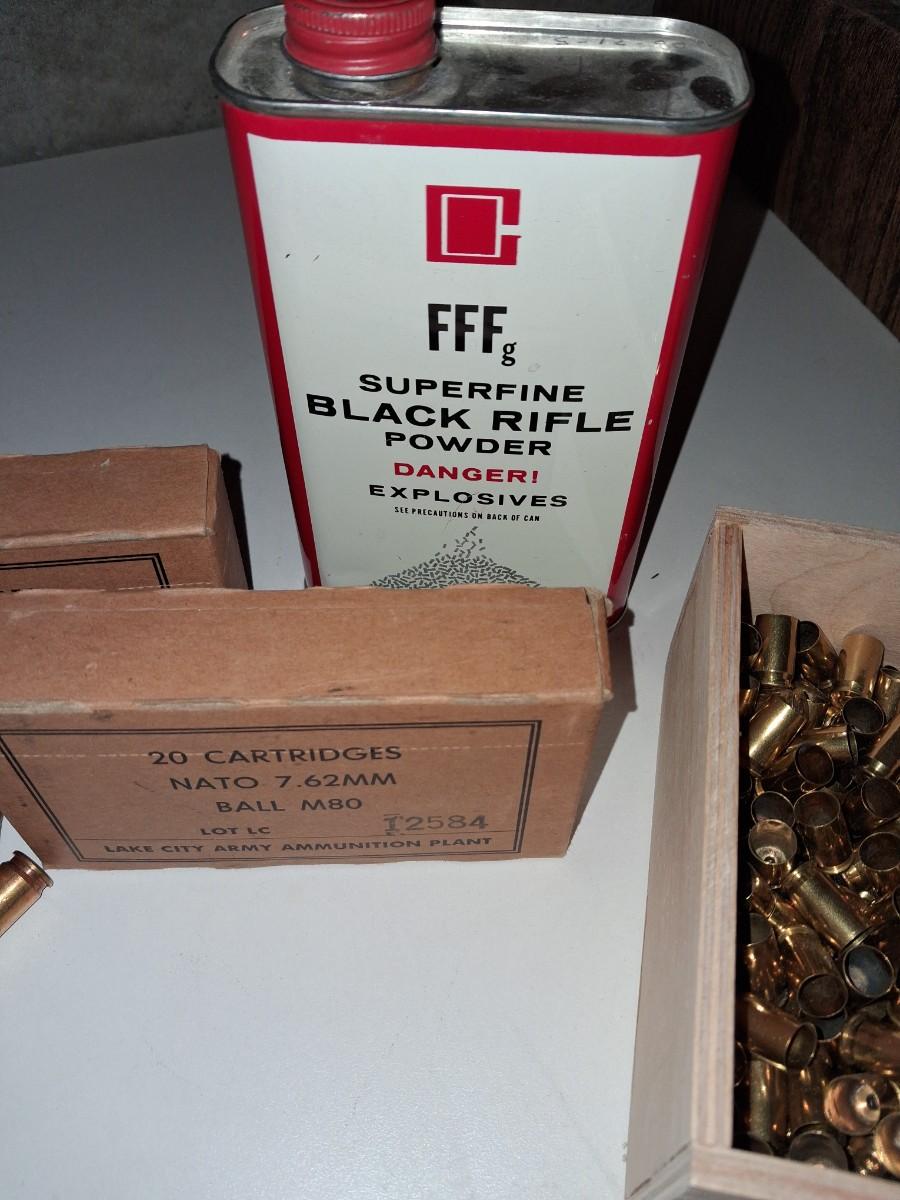 FFFg
SUPERFINE
BLACK RIFLE
POWDER
DANGER!
EXPLOSIVES
SEE PRECAUTIONS ON BACK OF CAN
20 CARTRIDGES
NATO 7.62MM
BALL M80
LOT LC 12584
LAKE CITY ARMY AMMUNITION PLANT